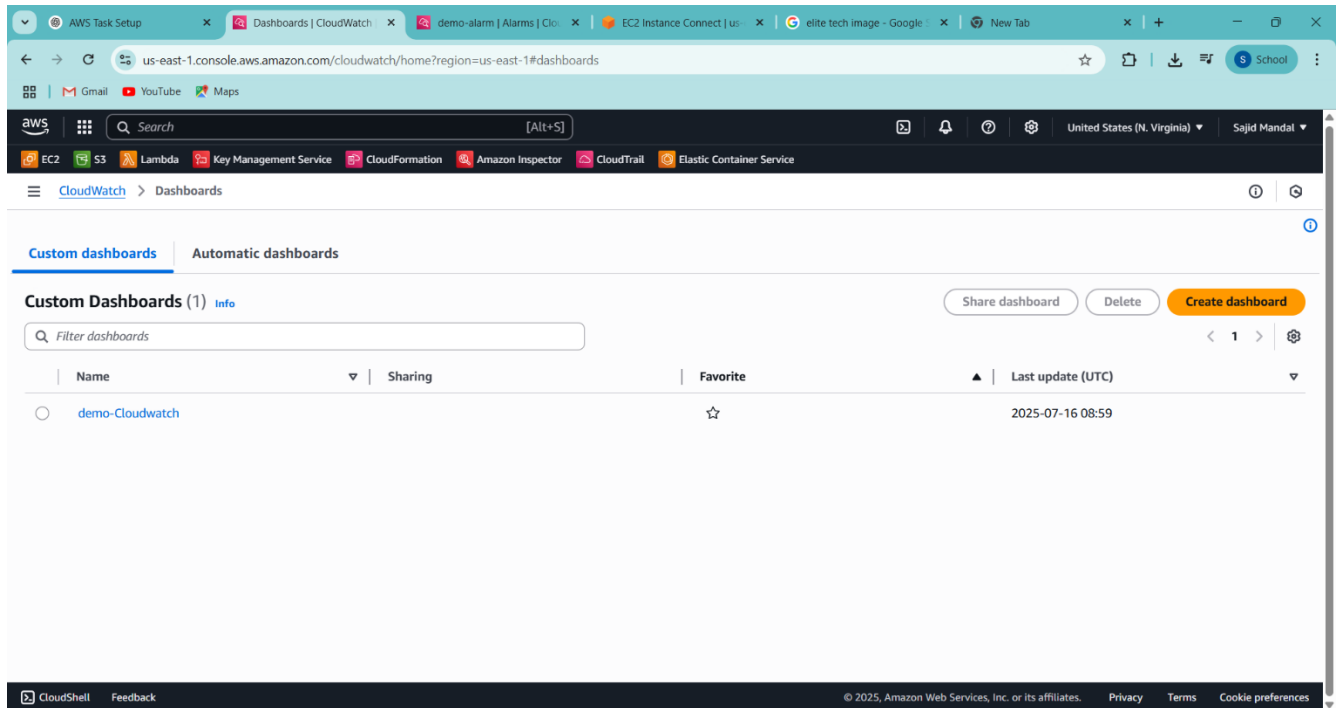 AWS Task Setup Dashboards | CloudWatch demo-alarm | Alarms | Clou EC2 Instance Connect | us- elite tech image - Google S New Tab
us-east-1.console.aws.amazon.com/cloudwatch/home?region=us-east-1#dashboards S School
Gmail YouTube Maps
aws Search [Alt+S] United States (N. Virginia) Sajid Mandal
EC2 S3 Lambda Key Management Service CloudFormation Amazon Inspector CloudTrail Elastic Container Service
CloudWatch > Dashboards
Custom dashboards Automatic dashboards
Custom Dashboards (1) Info Share dashboard Delete Create dashboard
Filter dashboards < 1 >
Name Sharing Favorite Last update (UTC)
demo-Cloudwatch 2025-07-16 08:59
CloudShell Feedback © 2025, Amazon Web Services, Inc. or its affiliates. Privacy Terms Cookie preferences